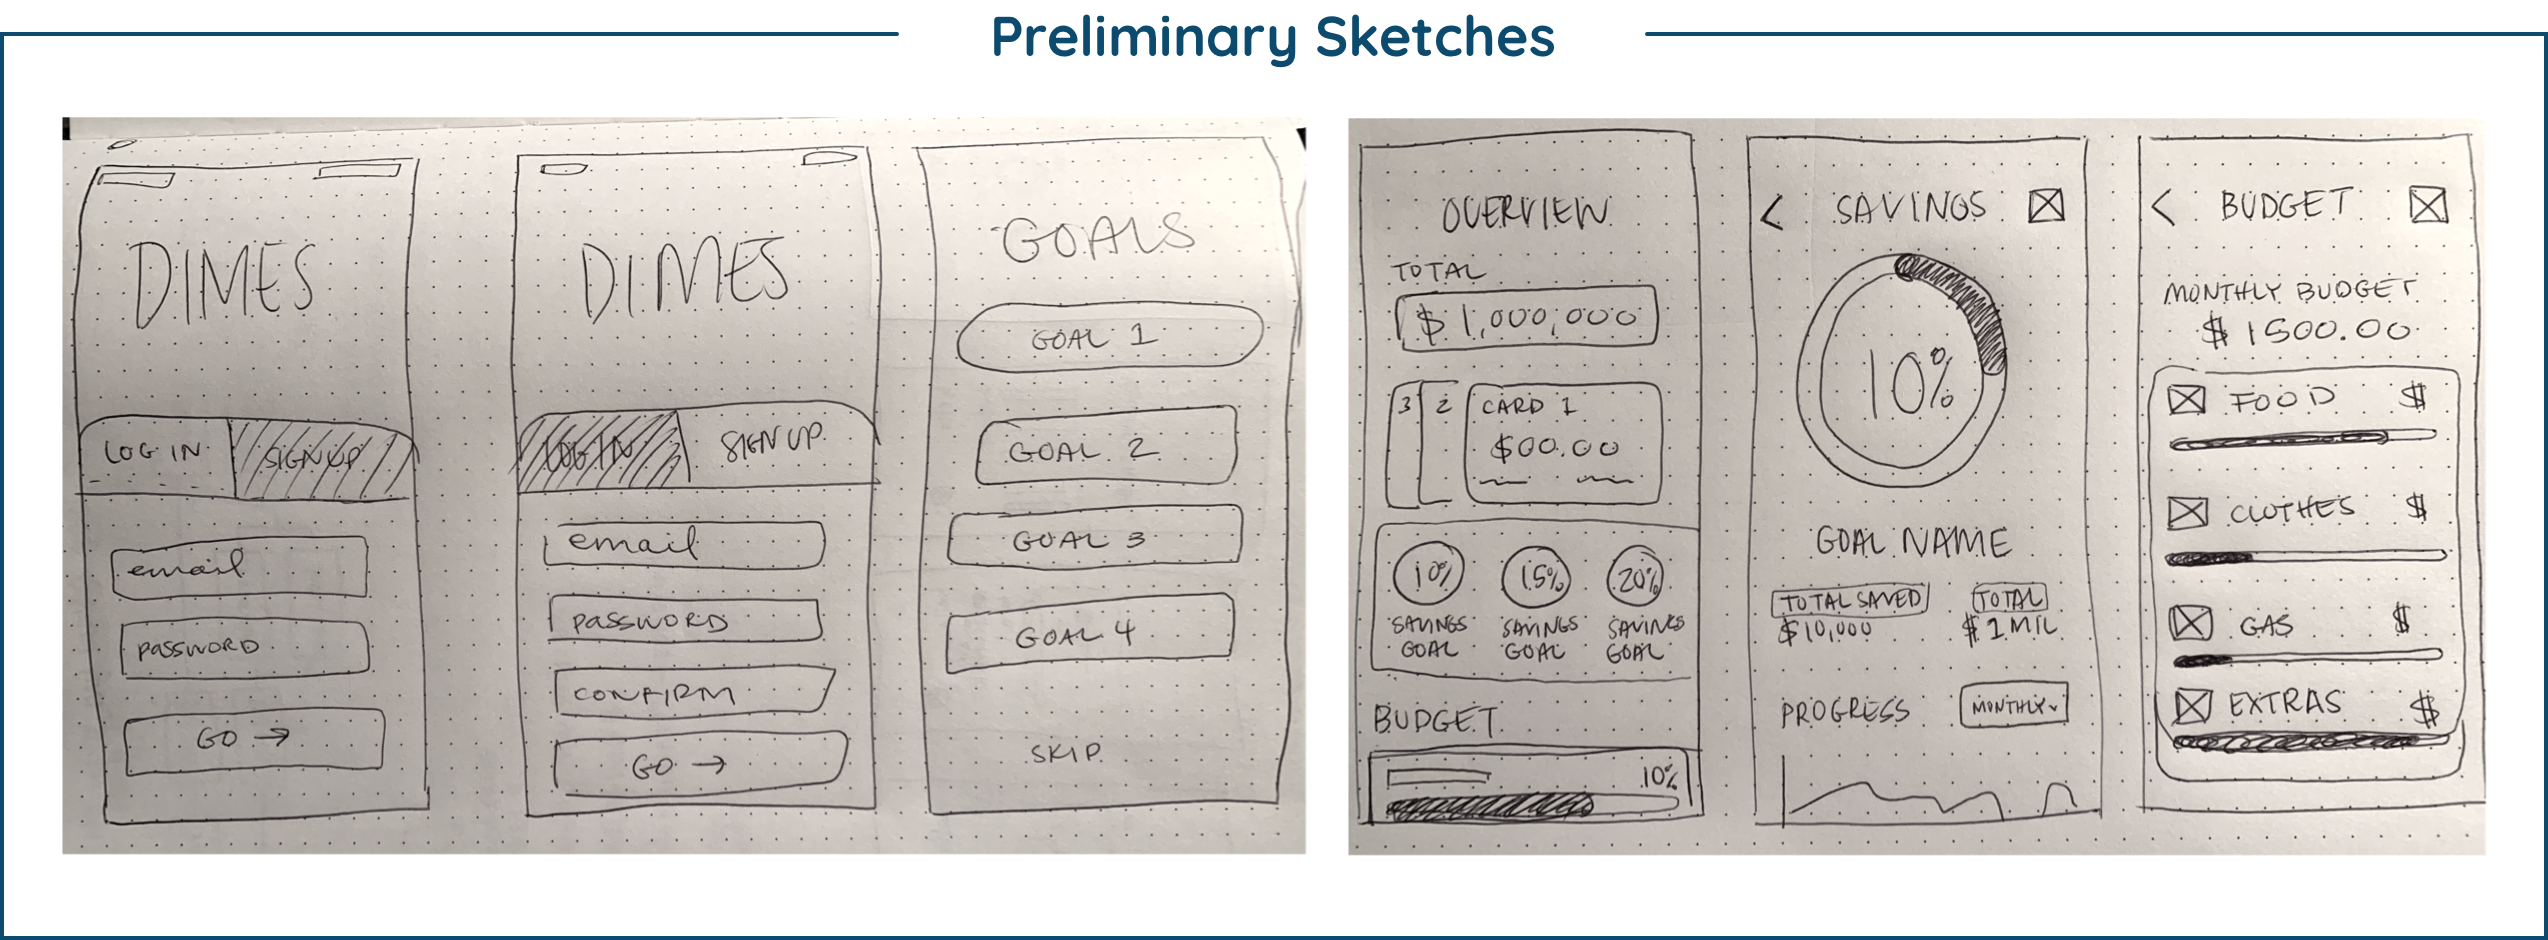 Preliminary Sketches
DIMES
LOG IN SIGN UP
email
PASSWORD
GO →
DIMES
LOG IN SIGN UP
email
PASSWORD
CONFIRM
GO →
GOALS
GOAL 1
GOAL 2
GOAL 3
GOAL 4
SKIP
OVERVIEW
TOTAL
$ 1,000,000
3 2 CARD 1
$00.00
10% 15% 20%
SAVINGS GOAL SAVINGS GOAL SAVINGS GOAL
BUDGET
10%
< SAVINGS
10%
GOAL NAME
TOTAL SAVED TOTAL
$10,000 $1 MIL
PROGRESS MONTHLY
< BUDGET
MONTHLY BUDGET
$ 1500.00
FOOD $
CLOTHES $
GAS $
EXTRAS $